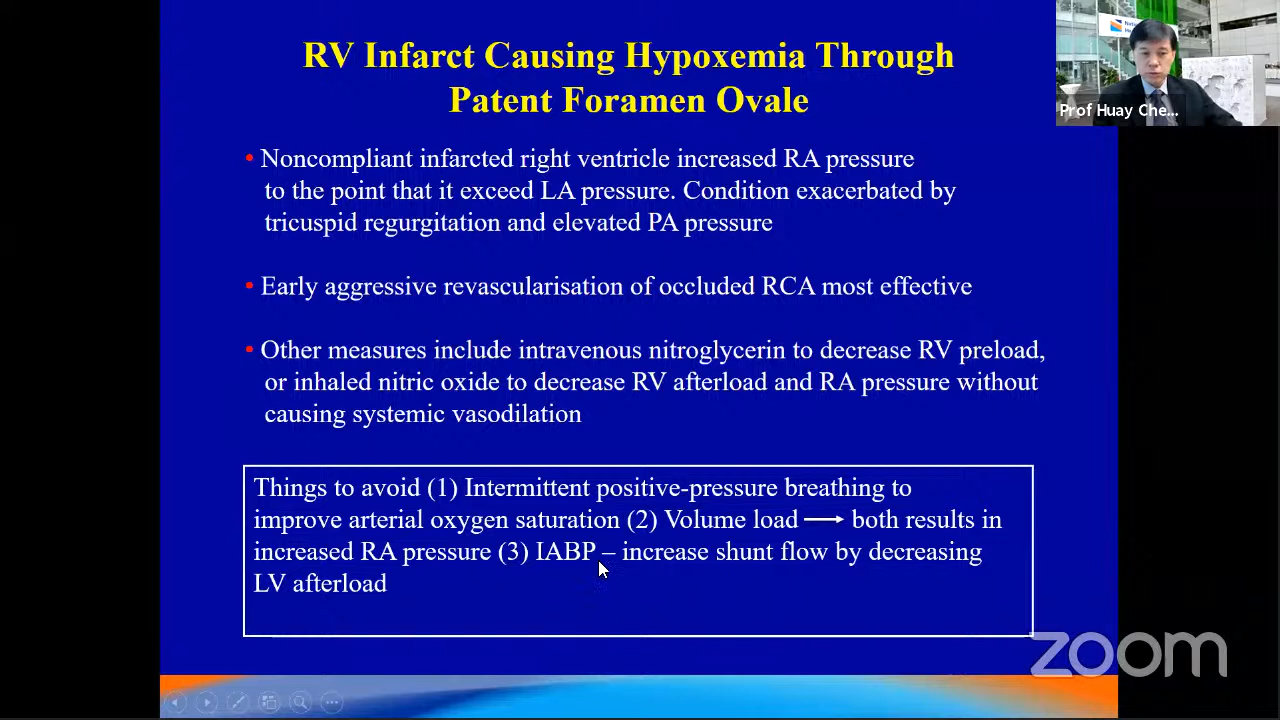 RV Infarct Causing Hypoxemia Through
Patent Foramen Ovale
Prof Huay Che...
• Noncompliant infarcted right ventricle increased RA pressure
to the point that it exceed LA pressure. Condition exacerbated by
tricuspid regurgitation and elevated PA pressure
• Early aggressive revascularisation of occluded RCA most effective
• Other measures include intravenous nitroglycerin to decrease RV preload,
or inhaled nitric oxide to decrease RV afterload and RA pressure without
causing systemic vasodilation
Things to avoid (1) Intermittent positive-pressure breathing to
improve arterial oxygen saturation (2) Volume load → both results in
increased RA pressure (3) IABP – increase shunt flow by decreasing
LV afterload
zoom